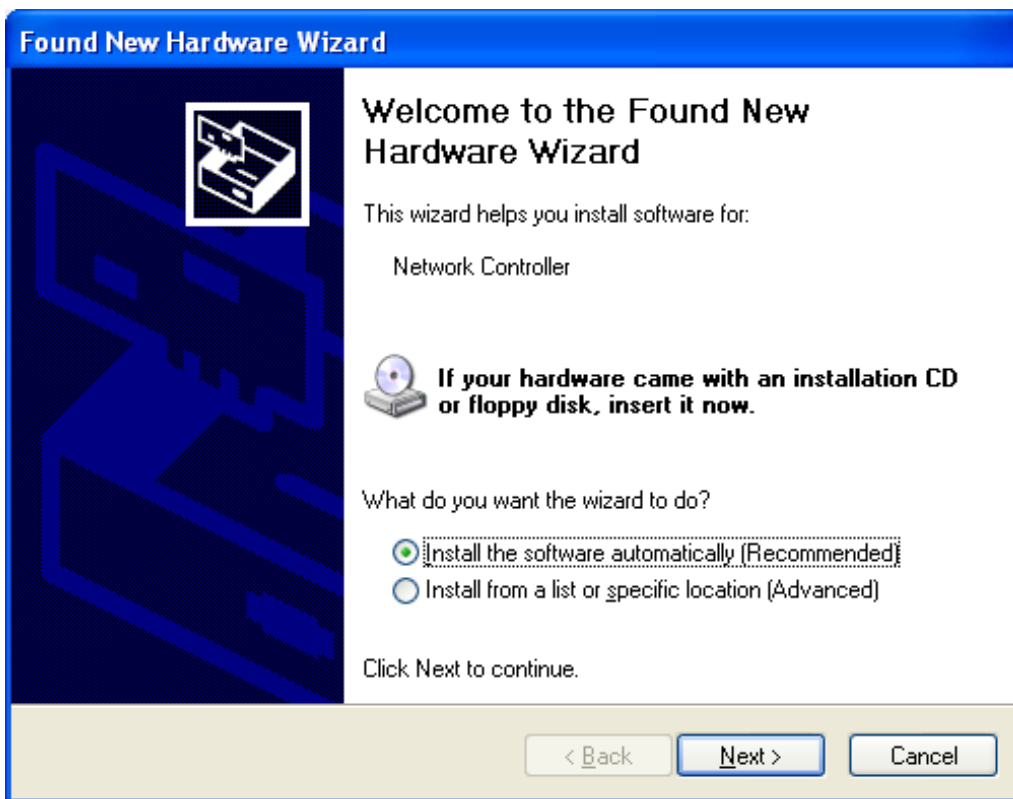 Found New Hardware Wizard
Welcome to the Found New
Hardware Wizard
This wizard helps you install software for:
Network Controller
If your hardware came with an installation CD
or floppy disk, insert it now.
What do you want the wizard to do?
Install the software automatically (Recommended)
Install from a list or specific location (Advanced)
Click Next to continue.
< Back Next > Cancel